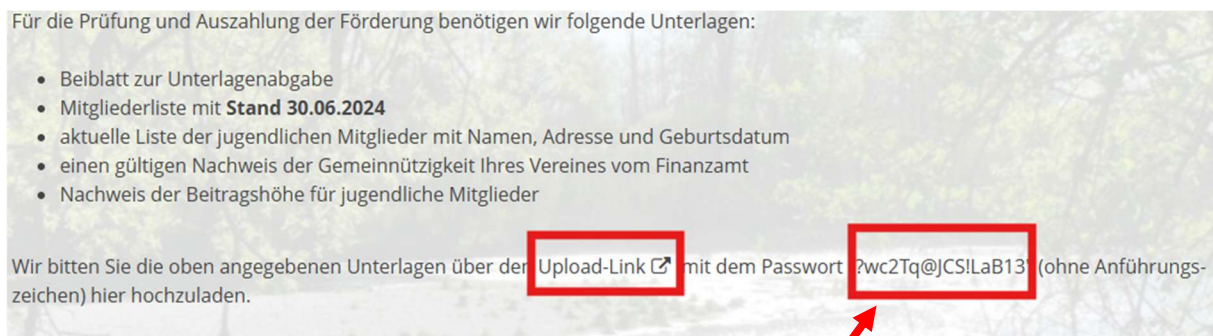 Für die Prüfung und Auszahlung der Förderung benötigen wir folgende Unterlagen:
• Beiblatt zur Unterlagenabgabe
• Mitgliederliste mit Stand 30.06.2024
• aktuelle Liste der jugendlichen Mitglieder mit Namen, Adresse und Geburtsdatum
• einen gültigen Nachweis der Gemeinnützigkeit Ihres Vereines vom Finanzamt
• Nachweis der Beitragshöhe für jugendliche Mitglieder
Wir bitten Sie die oben angegebenen Unterlagen über der Upload-Link mit dem Passwort "?wc2Tq@JCS!LaB13" (ohne Anführungs-
zeichen) hier hochzuladen.